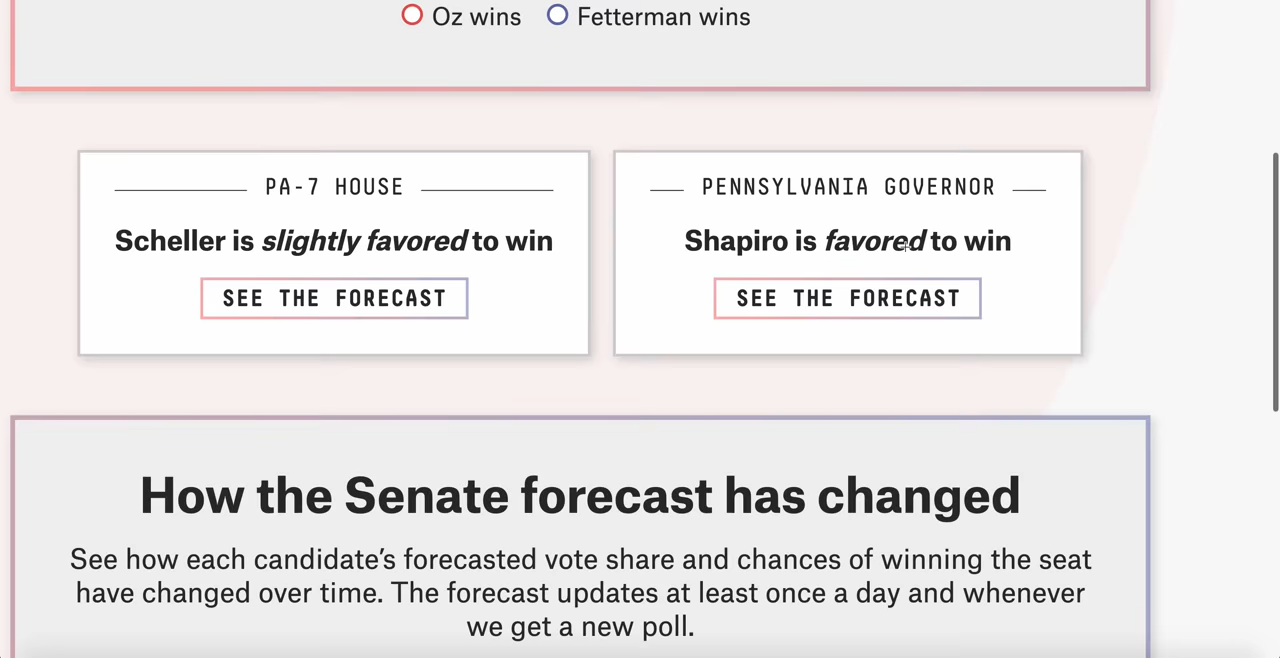 Oz wins Fetterman wins
PA-7 HOUSE
Scheller is slightly favored to win
SEE THE FORECAST
PENNSYLVANIA GOVERNOR
Shapiro is favored to win
SEE THE FORECAST
How the Senate forecast has changed
See how each candidate’s forecasted vote share and chances of winning the seat
have changed over time. The forecast updates at least once a day and whenever
we get a new poll.